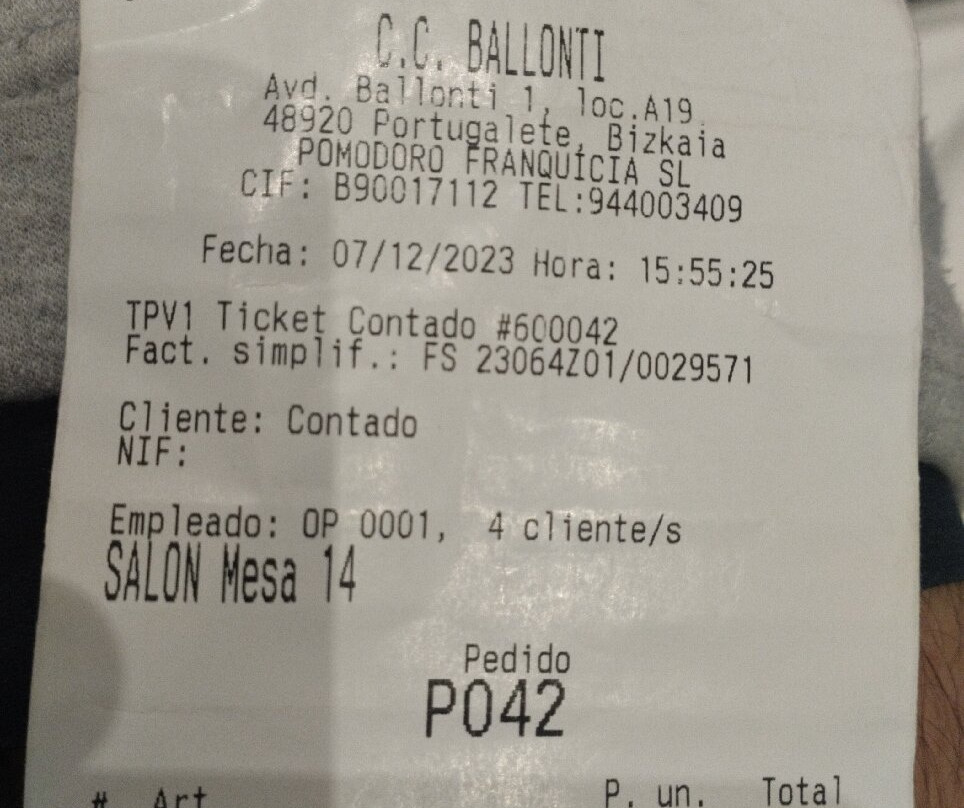 C.C. BALLONTI
Avd. Ballonti 1, loc.A19.
48920 Portugalete, Bizkaia
POMODORO FRANQUICIA SL
CIF: B90017112 TEL:944003409
Fecha: 07/12/2023 Hora: 15:55:25
TPV1 Ticket Contado #600042
Fact. simplif.: FS 23064Z01/0029571
Cliente: Contado
NIF:
Empleado: OP 0001, 4 cliente/s
SALON Mesa 14
Pedido
P042
# Art P. un. Total